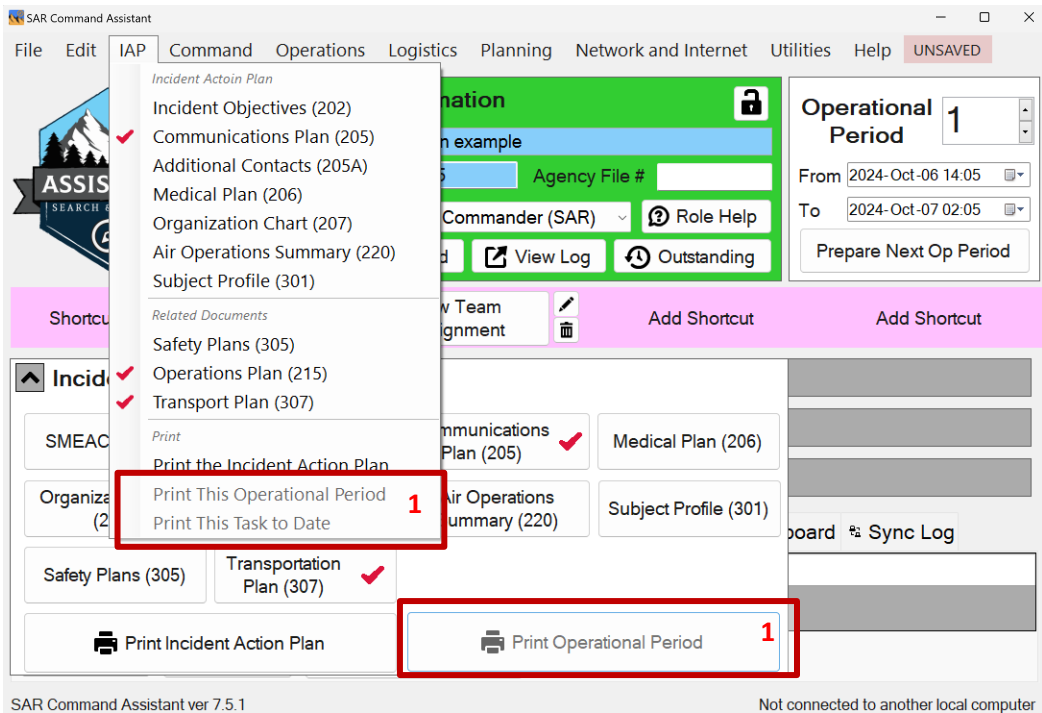 SAR Command Assistant
File Edit IAP Command Operations Logistics Planning Network and Internet Utilities Help UNSAVED
Incident Actoin Plan
Incident Objectives (202)
Communications Plan (205)
Additional Contacts (205A)
Medical Plan (206)
Organization Chart (207)
Air Operations Summary (220)
Subject Profile (301)
Related Documents
Safety Plans (305)
Operations Plan (215)
Transport Plan (307)
Print
Print the Incident Action Plan
Print This Operational Period 1
Print This Task to Date
ASSIS
SEARCH &
mation
n example
5 Agency File #
Commander (SAR) Role Help
d View Log Outstanding
Operational
Period
1
From 2024-Oct-06 14:05
To 2024-Oct-07 02:05
Prepare Next Op Period
Shortcu
w Team
ignment
Add Shortcut
Add Shortcut
Incide
SMEAC
mmunications
Plan (205)
Medical Plan (206)
Organiza
(2
Air Operations
ummary (220)
Subject Profile (301)
Safety Plans (305)
Transportation
Plan (307)
board Sync Log
Print Incident Action Plan
Print Operational Period 1
SAR Command Assistant ver 7.5.1
Not connected to another local computer